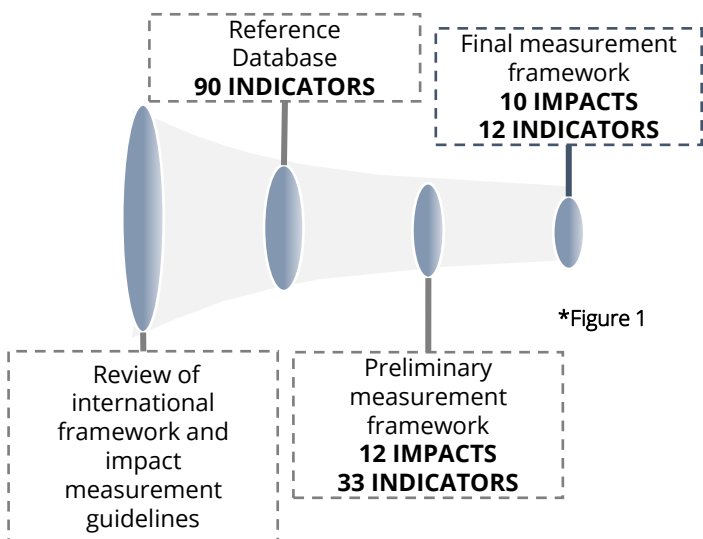 Reference
Database
90 INDICATORS
Final measurement
framework
10 IMPACTS
12 INDICATORS
*Figure 1
Review of
international
framework and
impact
measurement
guidelines
Preliminary
measurement
framework
12 IMPACTS
33 INDICATORS